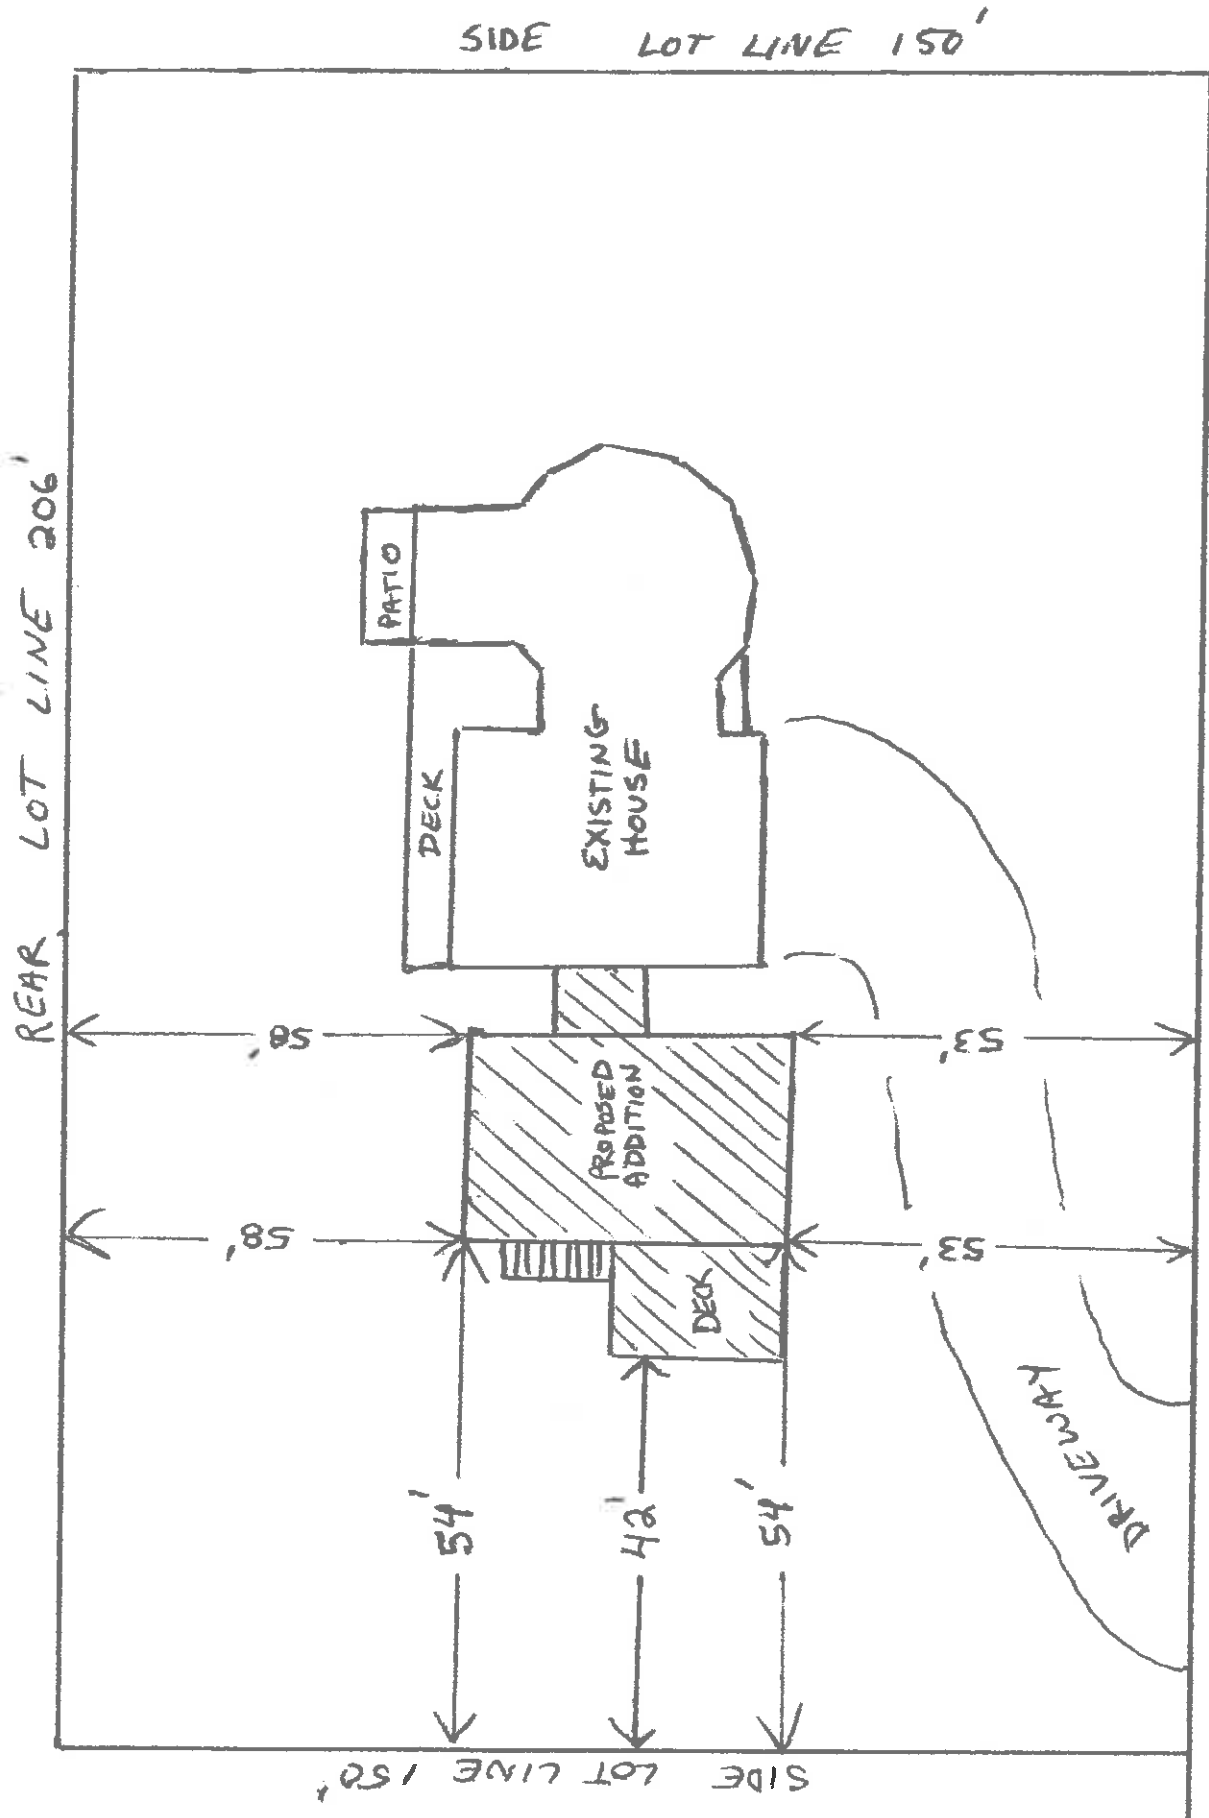 SIDE LOT LINE 150'
REAR LOT LINE 206'
PATIO
DECK
EXISTING
HOUSE
58'
53'
PROPOSED
ADDITION
58'
53'
DECK
54'
42'
54'
DRIVEWAY
SIDE LOT LINE 150'